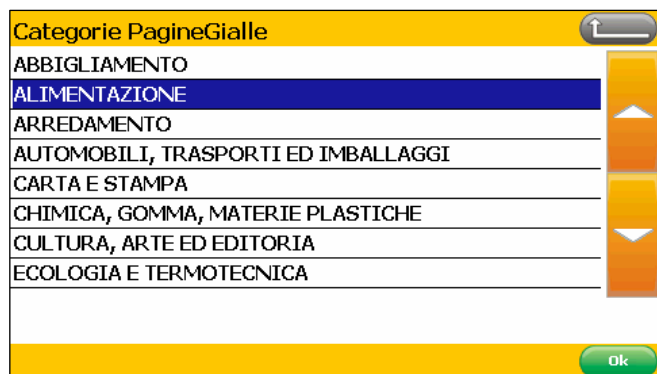 Categorie PagineGialle
ABBIGLIAMENTO
ALIMENTAZIONE
ARREDAMENTO
AUTOMOBILI, TRASPORTI ED IMBALLAGGI
CARTA E STAMPA
CHIMICA, GOMMA, MATERIE PLASTICHE
CULTURA, ARTE ED EDITORIA
ECOLOGIA E TERMOTECNICA
Ok